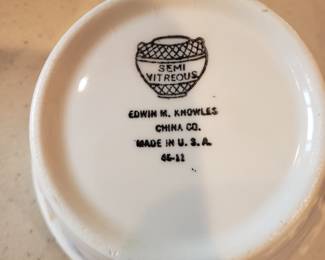 SEMI
VITREOUS
EDWIN M. KNOWLES
CHINA CO.
MADE IN U.S.A.
46-11